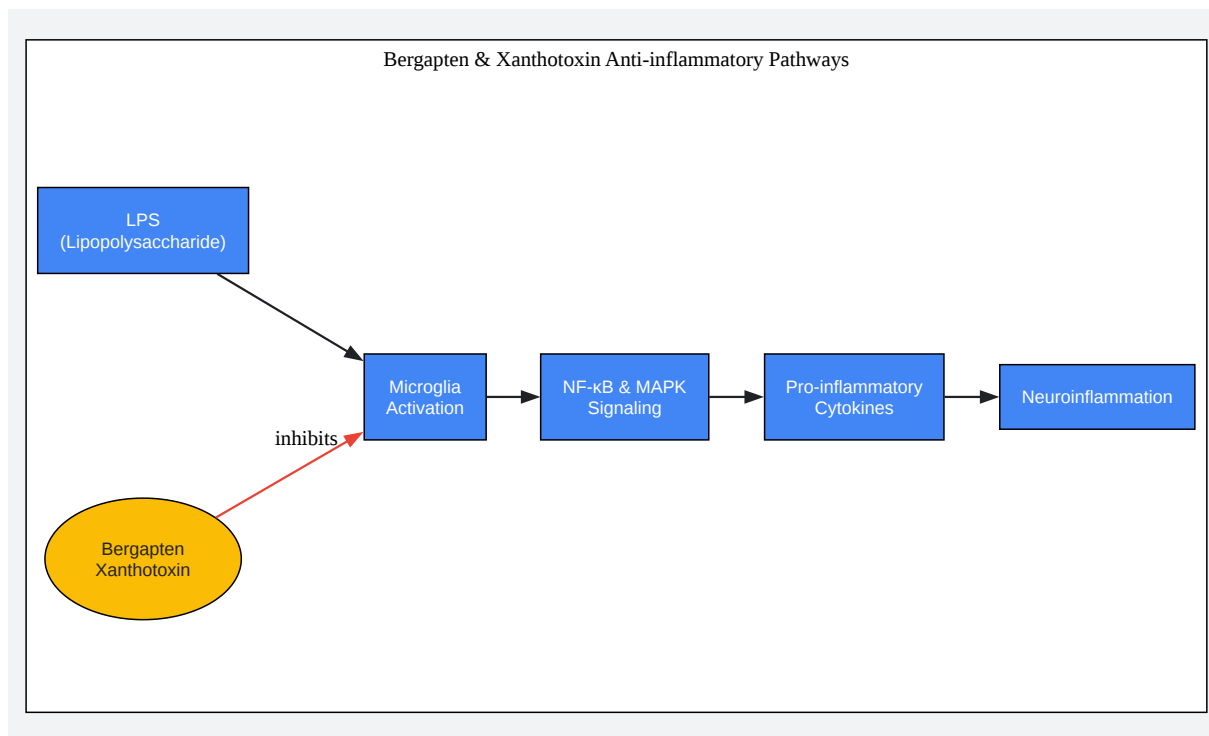 Bergapten & Xanthotoxin Anti-inflammatory Pathways
LPS
(Lipopolysaccharide)
Microglia
Activation
NF-κB & MAPK
Signaling
Pro-inflammatory
Cytokines
Neuroinflammation
inhibits
Bergapten
Xanthotoxin